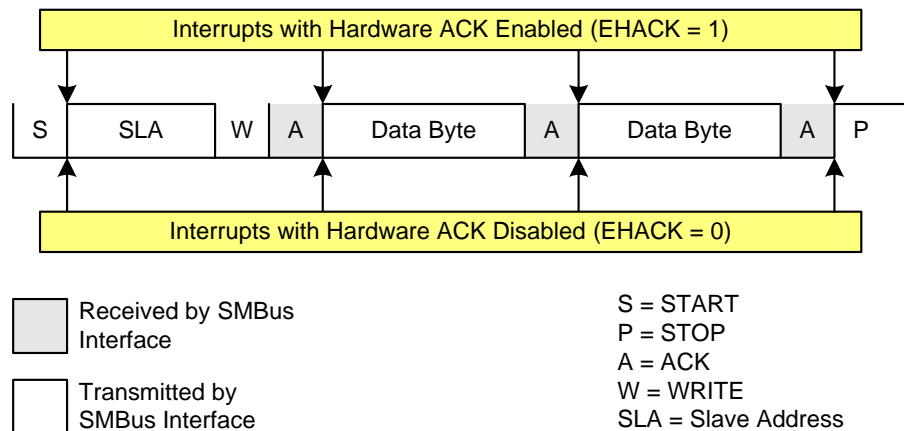 Interrupts with Hardware ACK Enabled (EHACK = 1)
S SLA W A Data Byte A Data Byte A P
Interrupts with Hardware ACK Disabled (EHACK = 0)
Received by SMBus
Interface
Transmitted by
SMBus Interface
S = START
P = STOP
A = ACK
W = WRITE
SLA = Slave Address